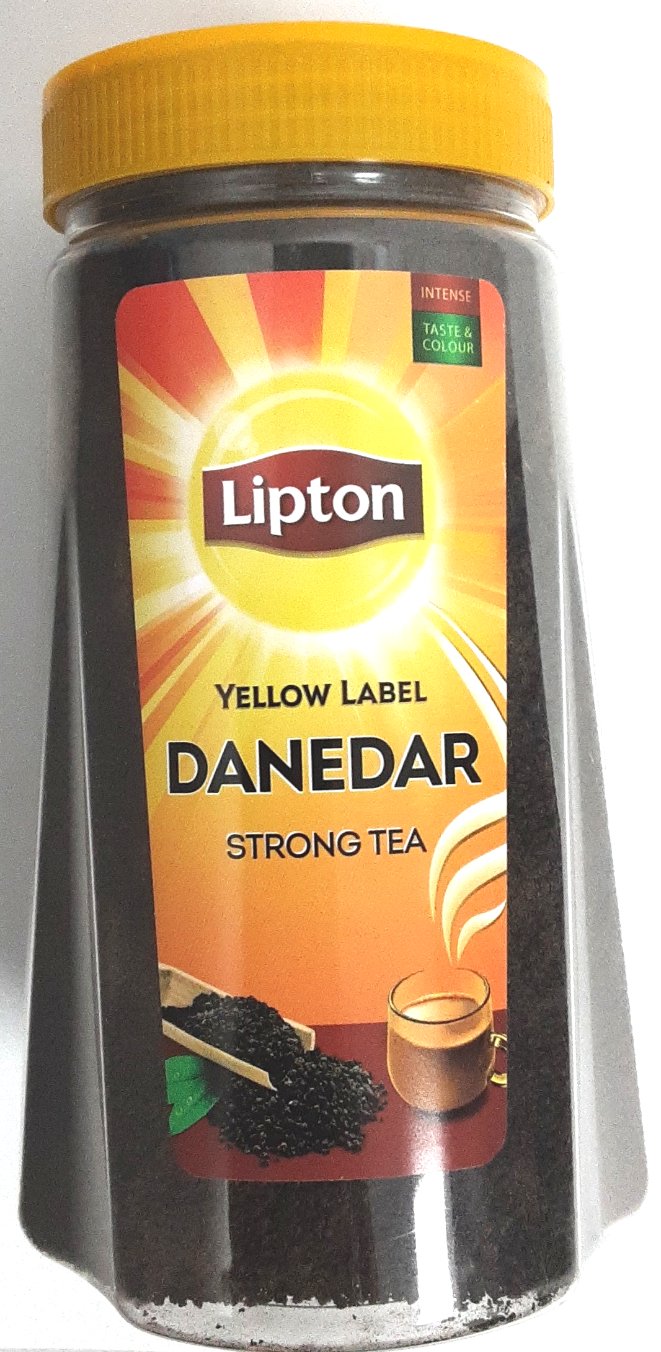 INTENSE
TASTE &
COLOUR
Lipton
YELLOW LABEL
DANEDAR
STRONG TEA